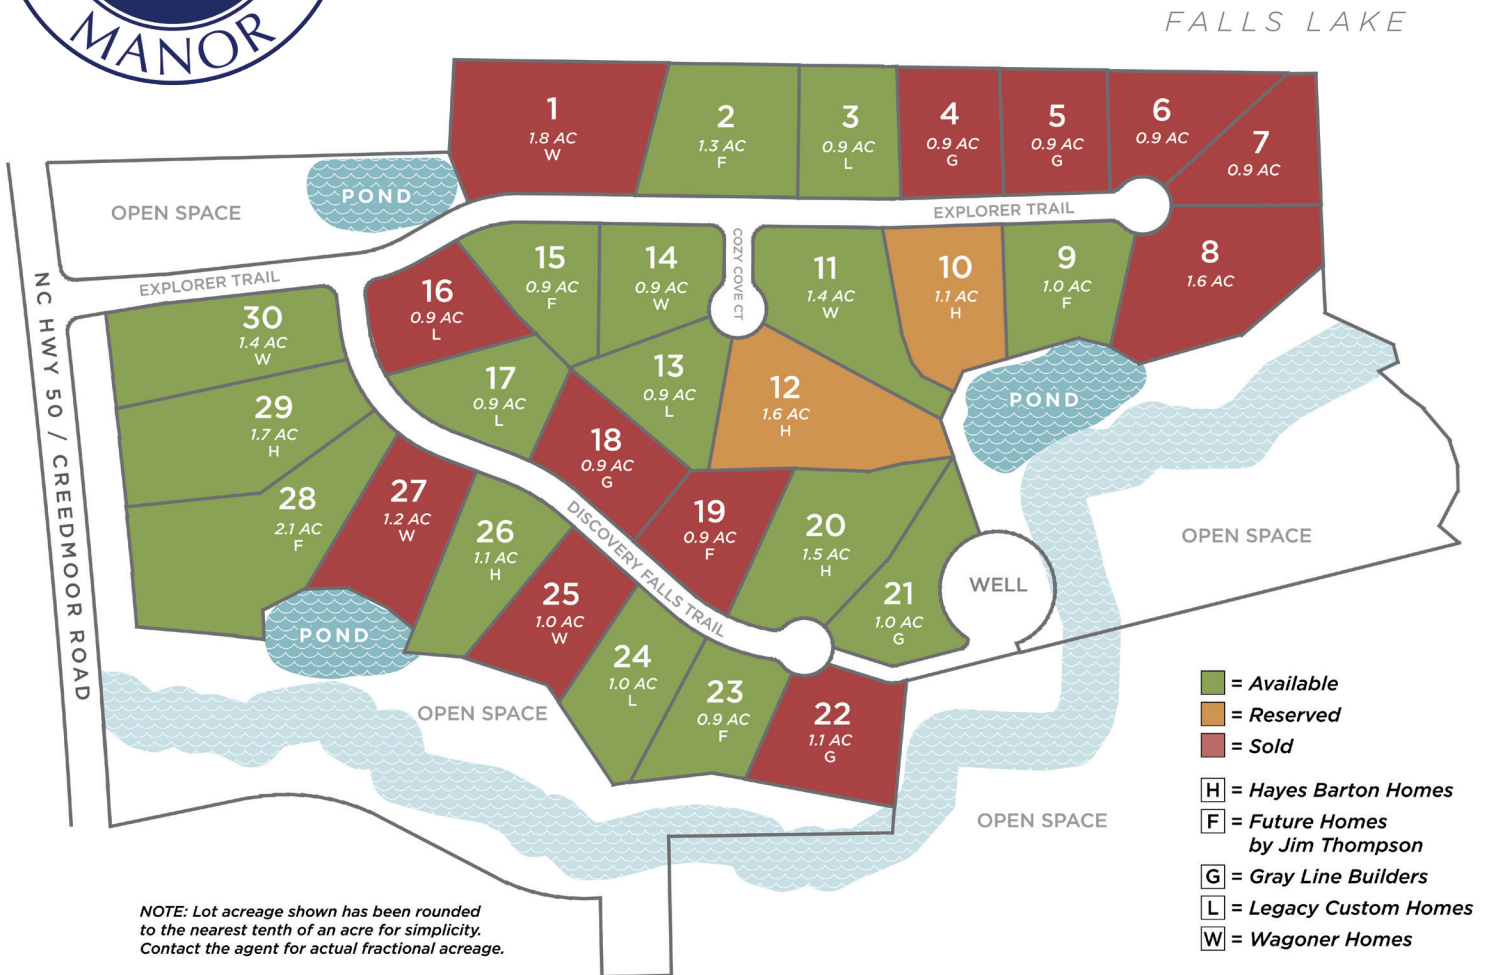 MANOR
FALLS LAKE
1
1.8 AC
W
2
1.3 AC
F
3
0.9 AC
L
4
0.9 AC
G
5
0.9 AC
G
6
0.9 AC
7
0.9 AC
POND
OPEN SPACE
EXPLORER TRAIL
EXPLORER TRAIL
COZY COVE CT
NC HWY 50 / CREEDMOOR ROAD
8
1.6 AC
9
1.0 AC
F
10
1.1 AC
H
11
1.4 AC
W
14
0.9 AC
W
15
0.9 AC
F
16
0.9 AC
L
30
1.4 AC
W
29
1.7 AC
H
17
0.9 AC
L
13
0.9 AC
L
12
1.6 AC
H
POND
18
0.9 AC
G
28
2.1 AC
F
27
1.2 AC
W
26
1.1 AC
H
DISCOVERY FALLS TRAIL
19
0.9 AC
F
20
1.5 AC
H
21
1.0 AC
G
WELL
OPEN SPACE
25
1.0 AC
W
POND
24
1.0 AC
L
23
0.9 AC
F
22
1.1 AC
G
OPEN SPACE
OPEN SPACE
= Available
= Reserved
= Sold
H = Hayes Barton Homes
F = Future Homes
by Jim Thompson
G = Gray Line Builders
L = Legacy Custom Homes
W = Wagoner Homes
NOTE: Lot acreage shown has been rounded
to the nearest tenth of an acre for simplicity.
Contact the agent for actual fractional acreage.